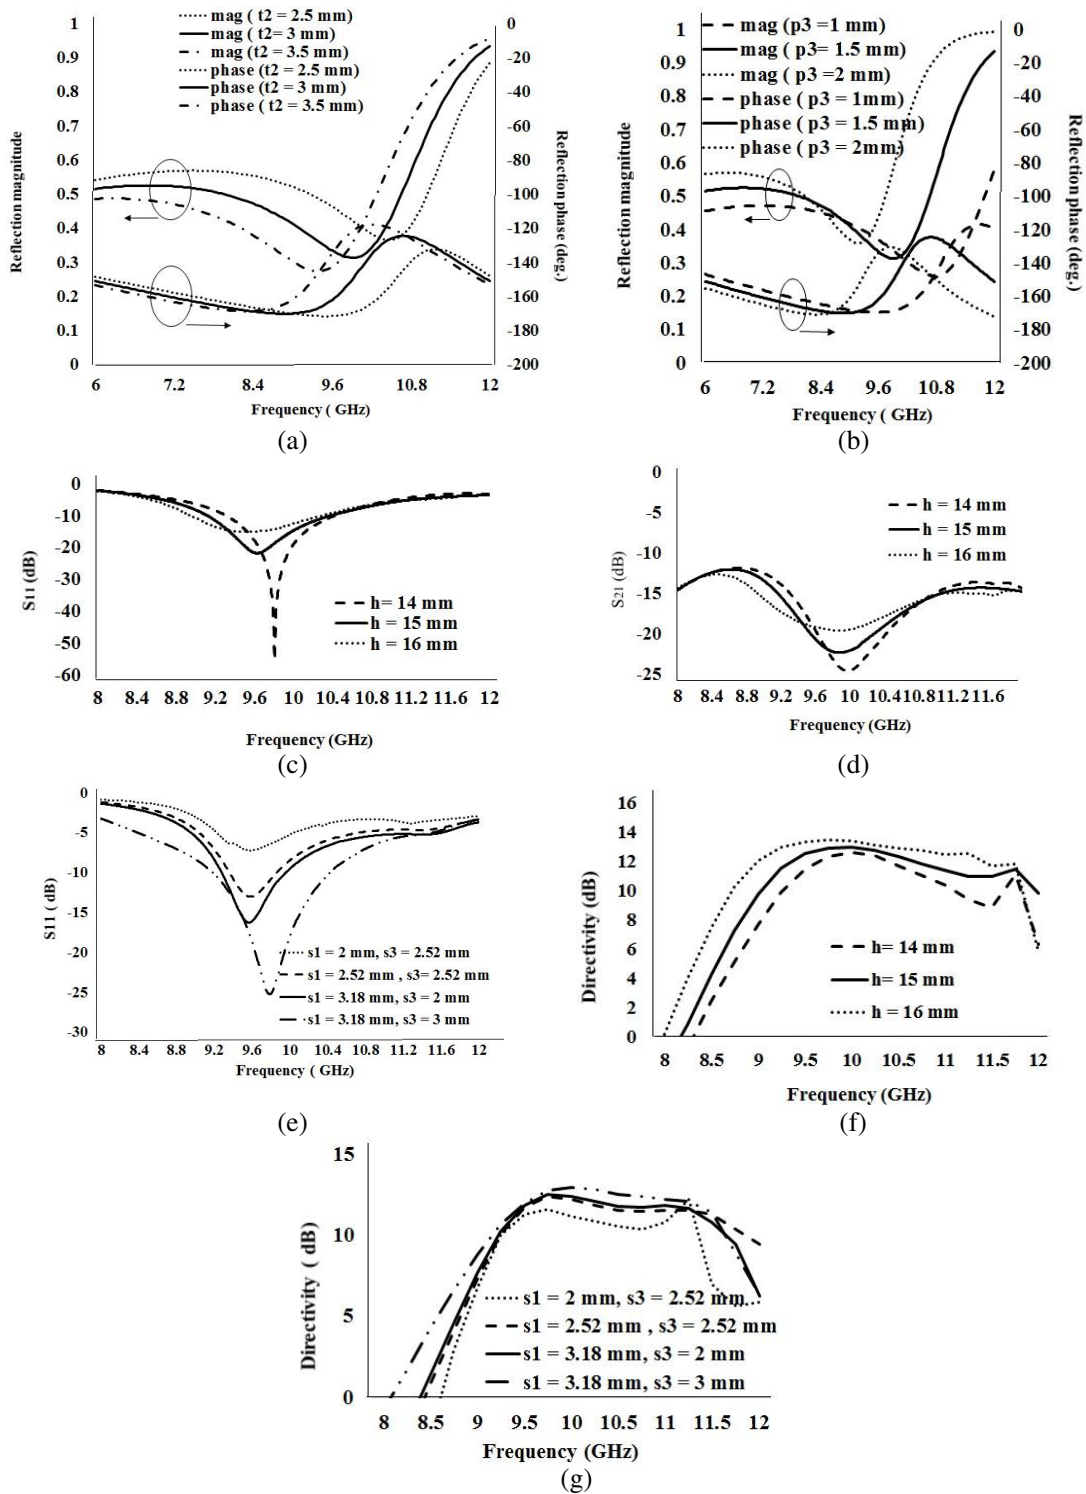 mag ( t2 = 2.5 mm)
mag ( t2= 3 mm)
mag (t2= 3.5 mm)
phase (t2 = 2.5 mm)
phase (t2 = 3 mm)
phase ( t2= 3.5 mm)
Reflection magnitude
1
0.9
0.8
0.7
0.6
0.5
0.4
0.3
0.2
0.1
0
0
-20
-40
-60
-80
-100
-120
-140
-160
-180
-200
Reflection phase (deg.)
6 7.2 8.4 9.6 10.8 12
Frequency ( GHz)
(a)
mag (p3 =1 mm)
mag ( p3= 1.5 mm)
mag ( p3 =2 mm)
phase ( p3 = 1mm)
phase ( p3 = 1.5 mm)
phase ( p3 = 2mm)
Reflection magnitude
1
0.9
0.8
0.7
0.6
0.5
0.4
0.3
0.2
0.1
0
0
-20
-40
-60
-80
-100
-120
-140
-160
-180
-200
Reflection phase (deg.)
6 7.2 8.4 9.6 10.8 12
Frequency ( GHz)
(b)
S11 (dB)
0
-10
-20
-30
-40
-50
-60
h= 14 mm
h = 15 mm
h = 16 mm
8 8.4 8.8 9.2 9.6 10 10.4 10.8 11.2 11.6 12
Frequency (GHz)
(c)
S21 (dB)
0
-5
-10
-15
-20
-25
h = 14 mm
h = 15 mm
h = 16 mm
8 8.4 8.8 9.2 9.6 10 10.4 10.8 11.2 11.6
Frequency (GHz)
(d)
S11 ( dB)
0
-5
-10
-15
-20
-25
-30
s1 = 2 mm, s3 = 2.52 mm
s1 = 2.52 mm , s3= 2.52 mm
s1 = 3.18 mm, s3 = 2 mm
s1 = 3.18 mm, s3 = 3 mm
8 8.4 8.8 9.2 9.6 10 10.4 10.8 11.2 11.6 12
Frequency ( GHz)
(e)
Directivity (dB)
16
14
12
10
8
6
4
2
0
h= 14 mm
h= 15 mm
h = 16 mm
8 8.5 9 9.5 10 10.5 11 11.5 12
Frequency (GHz)
(f)
Directivity ( dB)
15
10
5
0
s1 = 2 mm, s3 = 2.52 mm
s1 = 2.52 mm , s3 = 2.52 mm
s1 = 3.18 mm, s3 = 2 mm
s1 = 3.18 mm, s3 = 3 mm
8 8.5 9 9.5 10 10.5 11 11.5 12
Frequency (GHz)
(g)